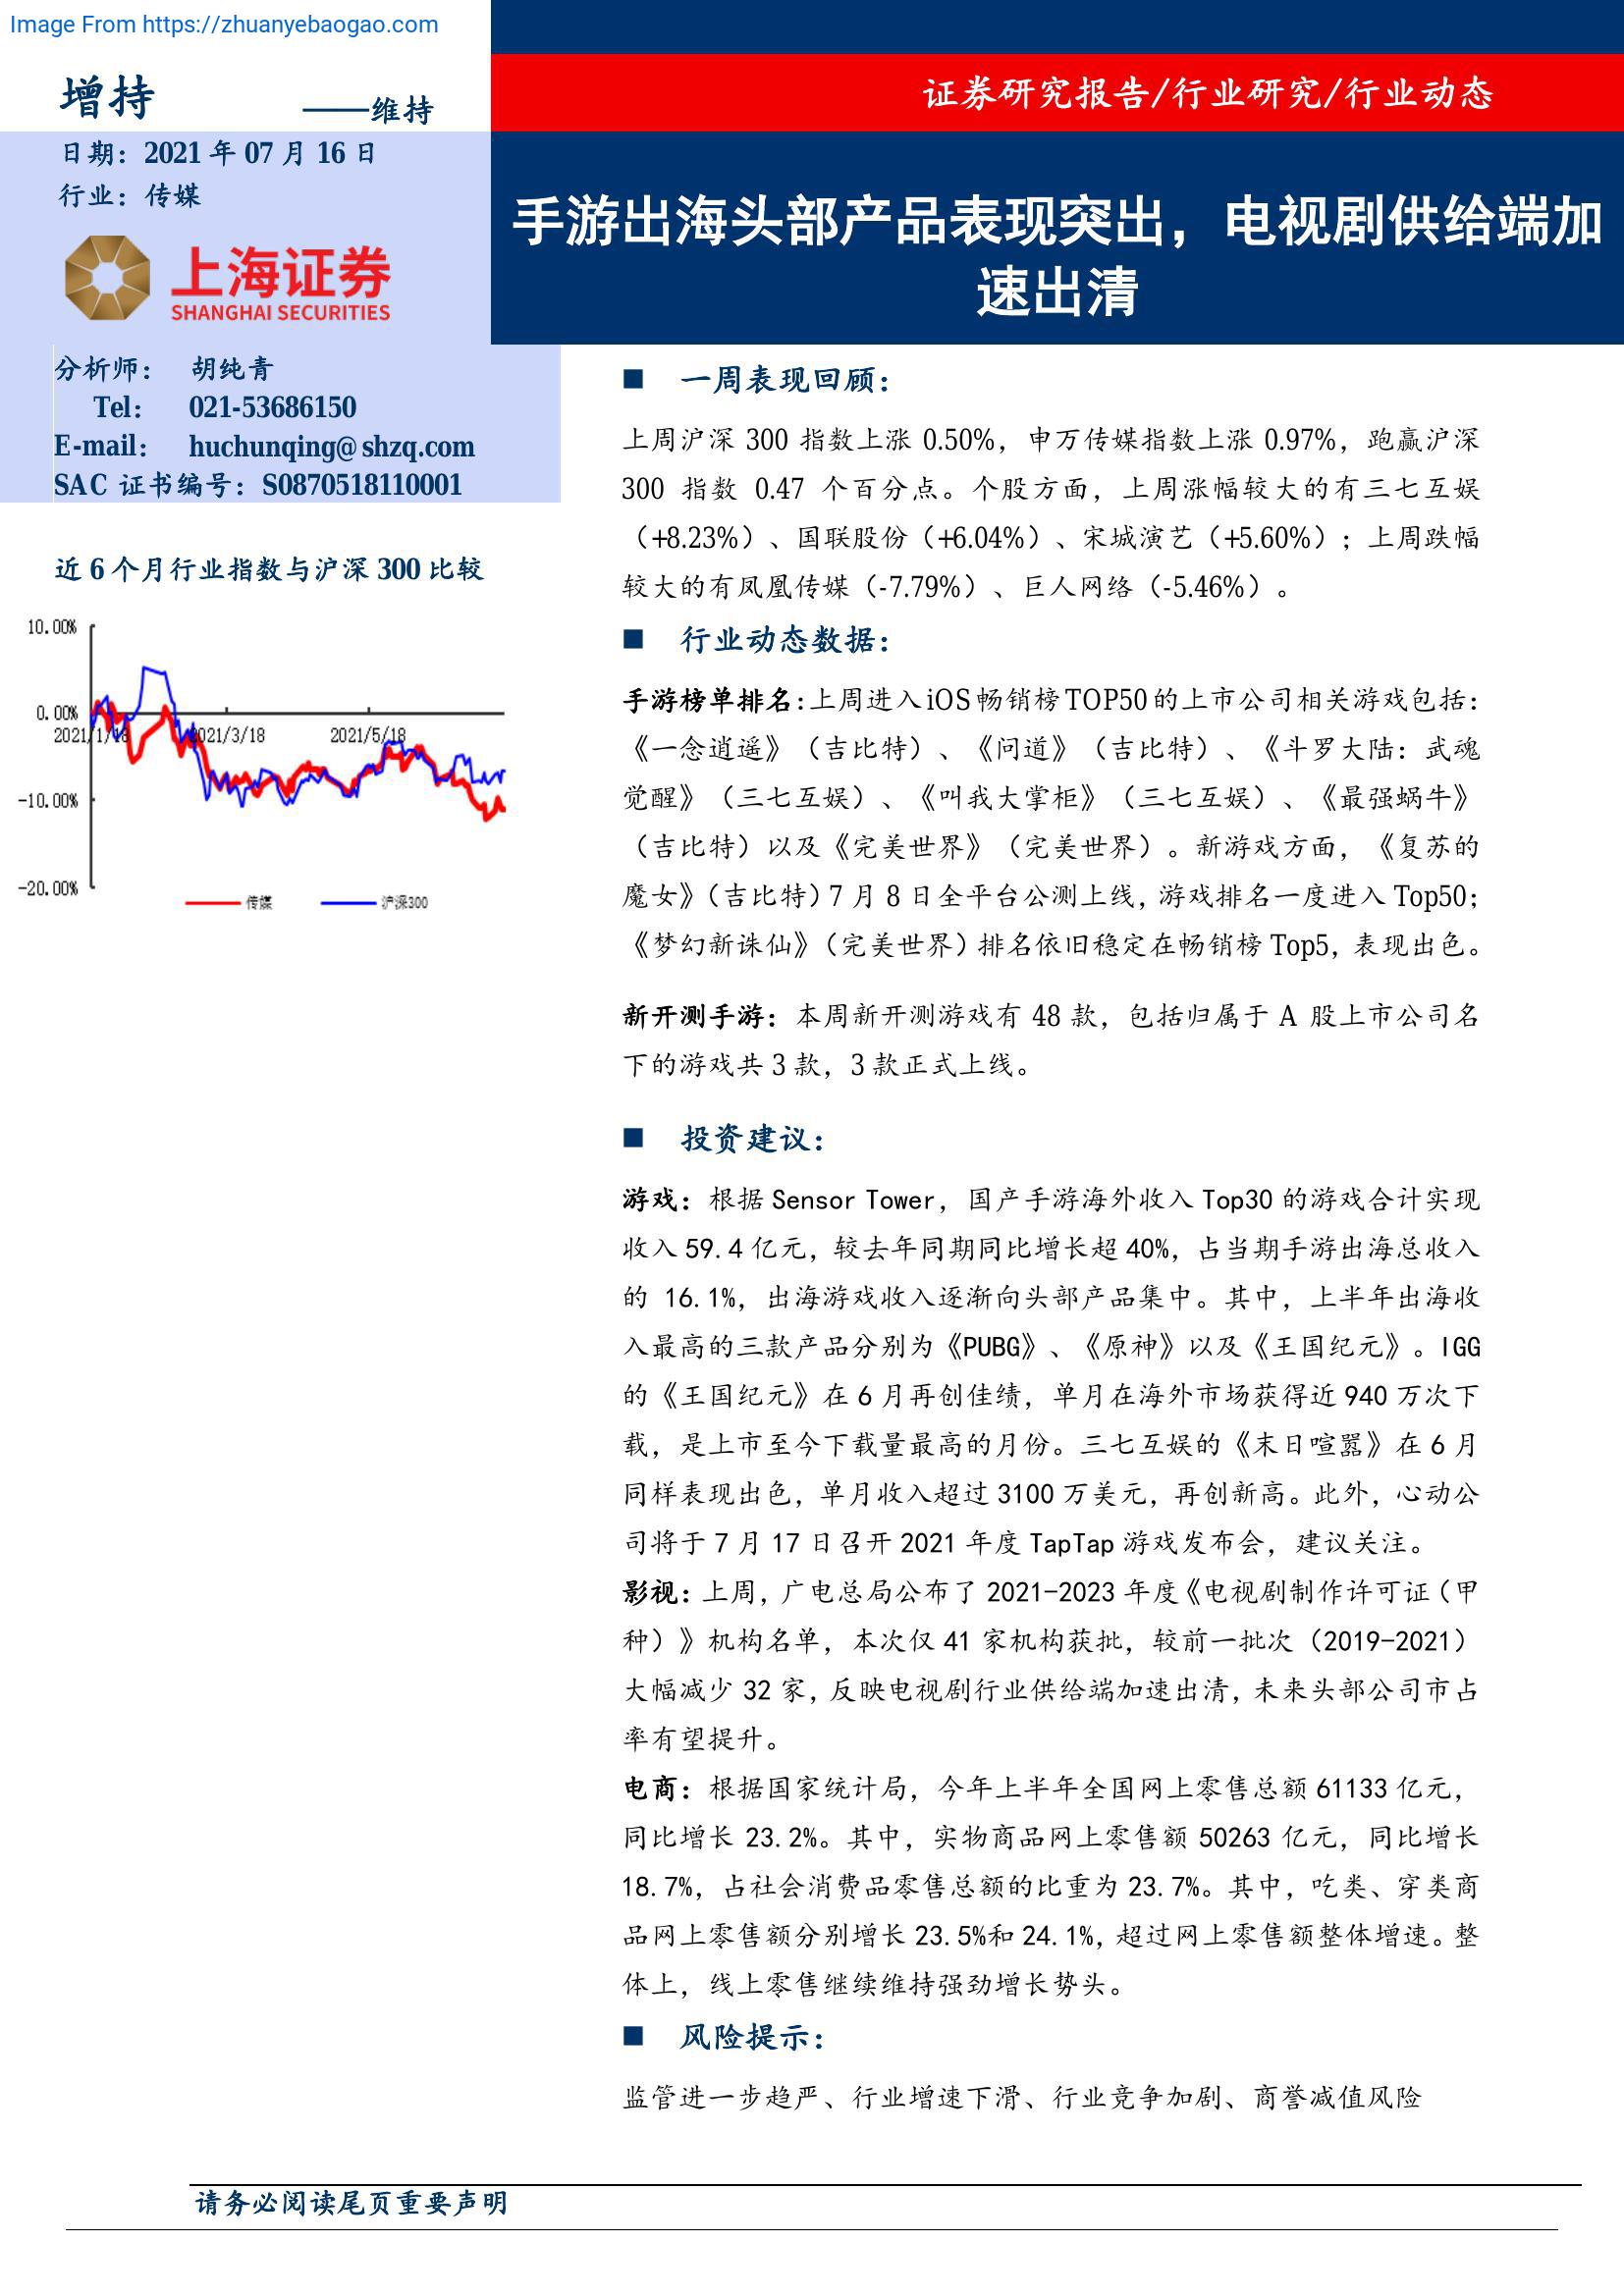 Image From https://zhuanyebaogao.com
增持 ——维持
证券研究报告/行业研究/行业动态
日期：2021 年 07 月 16 日
行业：传媒
手游出海头部产品表现突出，电视剧供给端加
速出清
上海证券
SHANGHAI SECURITIES
分析师： 胡纯青
Tel： 021-53686150
E-mail： huchunqing@shzq.com
SAC 证书编号：S0870518110001
近 6 个月行业指数与沪深 300 比较
10.00%
0.00%
2021/1/18 2021/3/18 2021/5/18
-10.00%
-20.00%
传媒 沪深300
■ 一周表现回顾：
上周沪深 300 指数上涨 0.50%，申万传媒指数上涨 0.97%，跑赢沪深
300 指数 0.47 个百分点。个股方面，上周涨幅较大的有三七互娱
（+8.23%）、国联股份（+6.04%）、宋城演艺（+5.60%）；上周跌幅
较大的有凤凰传媒（-7.79%）、巨人网络（-5.46%）。
■ 行业动态数据：
手游榜单排名：上周进入 iOS 畅销榜 TOP50 的上市公司相关游戏包括：
《一念逍遥》（吉比特）、《问道》（吉比特）、《斗罗大陆：武魂
觉醒》（三七互娱）、《叫我大掌柜》（三七互娱）、《最强蜗牛》
（吉比特）以及《完美世界》（完美世界）。新游戏方面，《复苏的
魔女》（吉比特）7 月 8 日全平台公测上线，游戏排名一度进入 Top50；
《梦幻新诛仙》（完美世界）排名依旧稳定在畅销榜 Top5，表现出色。
新开测手游：本周新开测游戏有 48 款，包括归属于 A 股上市公司名
下的游戏共 3 款，3 款正式上线。
■ 投资建议：
游戏：根据 Sensor Tower，国产手游海外收入 Top30 的游戏合计实现
收入 59.4 亿元，较去年同期同比增长超 40%，占当期手游出海总收入
的 16.1%，出海游戏收入逐渐向头部产品集中。其中，上半年出海收
入最高的三款产品分别为《PUBG》、《原神》以及《王国纪元》。IGG
的《王国纪元》在 6 月再创佳绩，单月在海外市场获得近 940 万次下
载，是上市至今下载量最高的月份。三七互娱的《末日喧嚣》在 6 月
同样表现出色，单月收入超过 3100 万美元，再创新高。此外，心动公
司将于 7 月 17 日召开 2021 年度 TapTap 游戏发布会，建议关注。
影视：上周，广电总局公布了 2021-2023 年度《电视剧制作许可证（甲
种）》机构名单，本次仅 41 家机构获批，较前一批次（2019-2021）
大幅减少 32 家，反映电视剧行业供给端加速出清，未来头部公司市占
率有望提升。
电商：根据国家统计局，今年上半年全国网上零售总额 61133 亿元，
同比增长 23.2%。其中，实物商品网上零售额 50263 亿元，同比增长
18.7%，占社会消费品零售总额的比重为 23.7%。其中，吃类、穿类商
品网上零售额分别增长 23.5%和 24.1%，超过网上零售额整体增速。整
体上，线上零售继续维持强劲增长势头。
■ 风险提示：
监管进一步趋严、行业增速下滑、行业竞争加剧、商誉减值风险
请务必阅读尾页重要声明